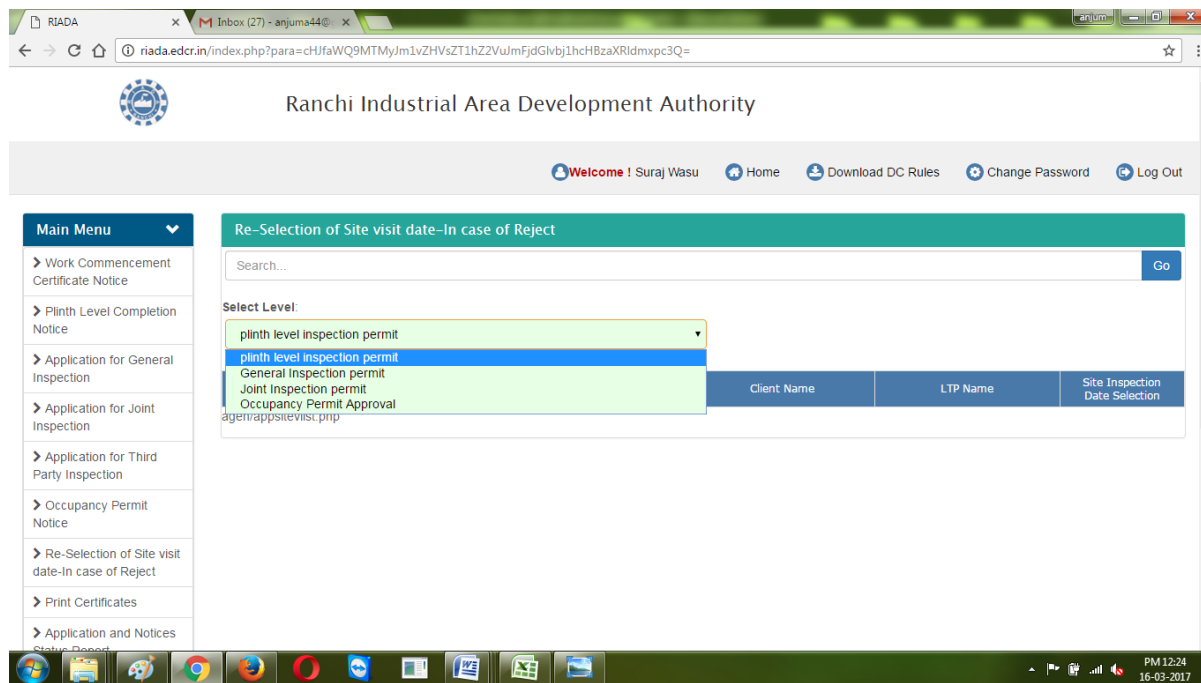 RIADA
Inbox (27) - anjuma44@
anjum
riada.edcr.in/index.php?para=cHJfaWQ9MTMyJm1vZHVsZT1hZ2VuJmFjdGlvbj1hcHBzaXRldmxpc3Q=
Ranchi Industrial Area Development Authority
Welcome ! Suraj Wasu
Home
Download DC Rules
Change Password
Log Out
Main Menu
Work Commencement
Certificate Notice
Plinth Level Completion
Notice
Application for General
Inspection
Application for Joint
Inspection
Application for Third
Party Inspection
Occupancy Permit
Notice
Re-Selection of Site visit
date-In case of Reject
Print Certificates
Application and Notices
Status Report
Re-Selection of Site visit date-In case of Reject
Search...
Go
Select Level:
plinth level inspection permit
plinth level inspection permit
General Inspection permit
Joint Inspection permit
Occupancy Permit Approval
Client Name
LTP Name
Site Inspection
Date Selection
agen/appsitevlist.php
PM 12:24
16-03-2017